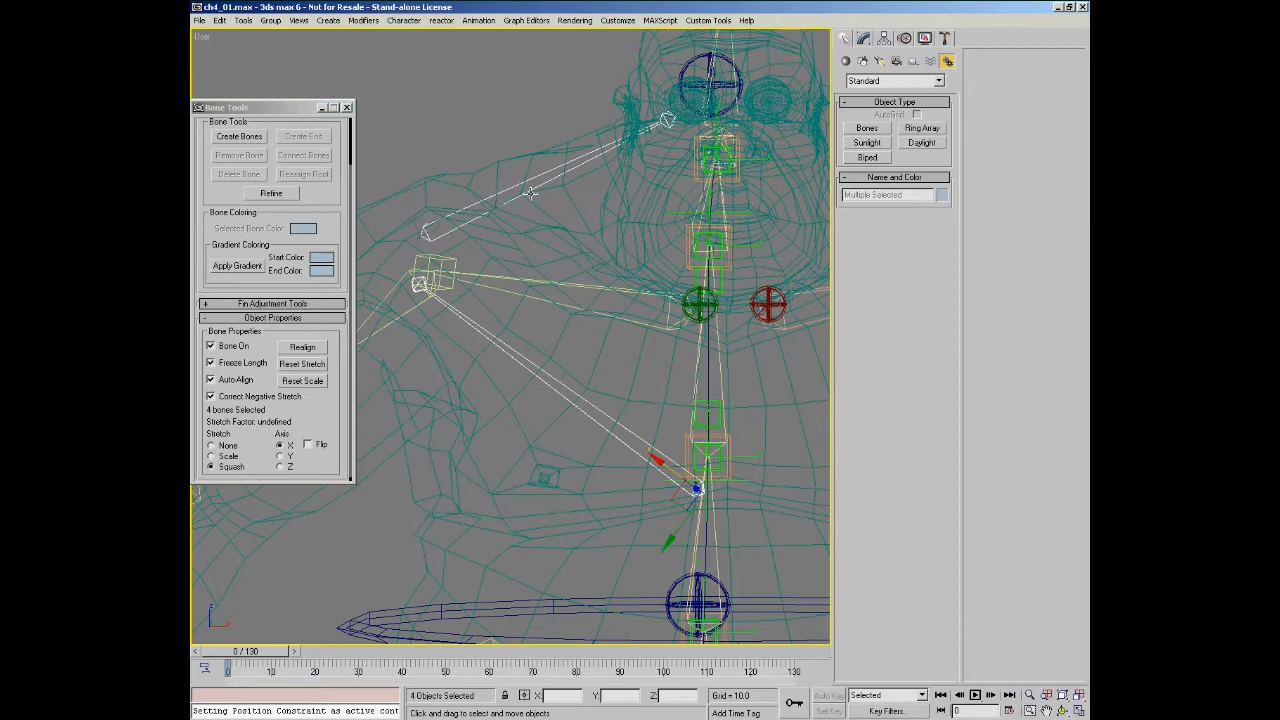 ch4_01.max - 3ds max 6 - Not for Resale - Stand-alone License
File Edit Tools Group Views Create Modifiers Character reactor Animation Graph Editors Rendering Customize MAXScript Custom Tools Help
User
Bone Tools
Bone Tools
Create Bones Create End
Remove Bone Connect Bones
Delete Bone Reassign Root
Refine
Bone Coloring
Selected Bone Color:
Gradient Coloring
Start Color:
Apply Gradient
End Color:
+ Fin Adjustment Tools
- Object Properties
Bone Properties
Bone On Realign
Freeze Length Reset Stretch
Auto-Align Reset Scale
Correct Negative Stretch
4 bones Selected
Stretch Factor: undefined
Stretch Axis
None X Flip
Scale Y
Squash Z
Standard
- Object Type
AutoGrid
Bones Ring Array
Sunlight Daylight
Biped
- Name and Color
Multiple Selected
z
x
< 0 / 130 >
0 10 20 30 40 50 60 70 80 90 100 110 120 130
4 Objects Selected X: Y: Z: Grid = 10.0 Auto Key Selected
Setting Position Constraint as active cont Click and drag to select and move objects Add Time Tag Set Key Key Filters... 0